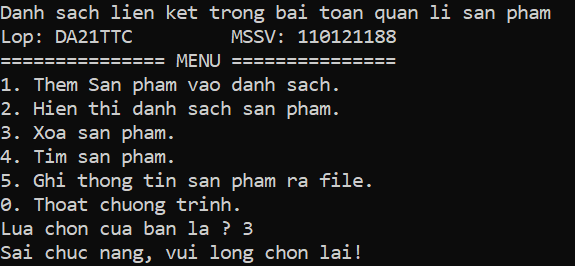 Danh sach lien ket trong bai toan quan li san pham
Lop: DA21TTC          MSSV: 110121188
=============== MENU ===============
1. Them San pham vao danh sach.
2. Hien thi danh sach san pham.
3. Xoa san pham.
4. Tim san pham.
5. Ghi thong tin san pham ra file.
0. Thoat chuong trinh.
Lua chon cua ban la ? 3
Sai chuc nang, vui long chon lai!